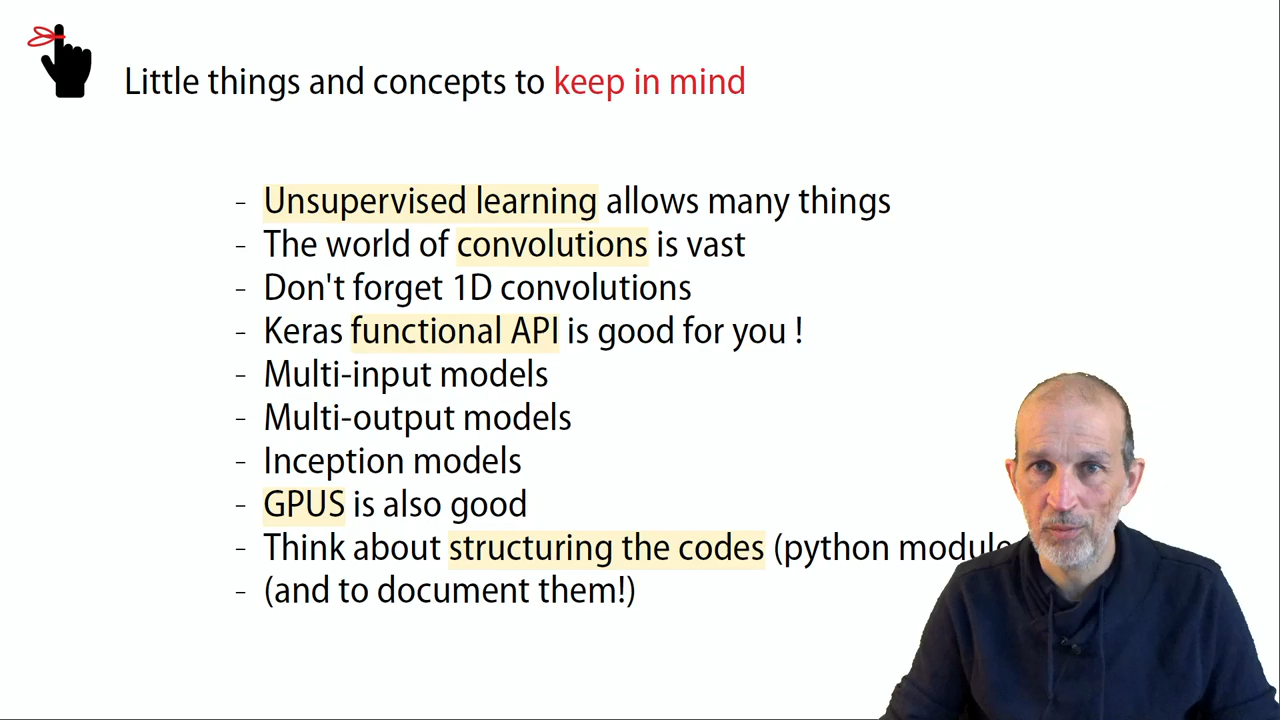 Little things and concepts to keep in mind
- Unsupervised learning allows many things
- The world of convolutions is vast
- Don't forget 1D convolutions
- Keras functional API is good for you !
- Multi-input models
- Multi-output models
- Inception models
- GPUS is also good
- Think about structuring the codes (python module
- (and to document them!)